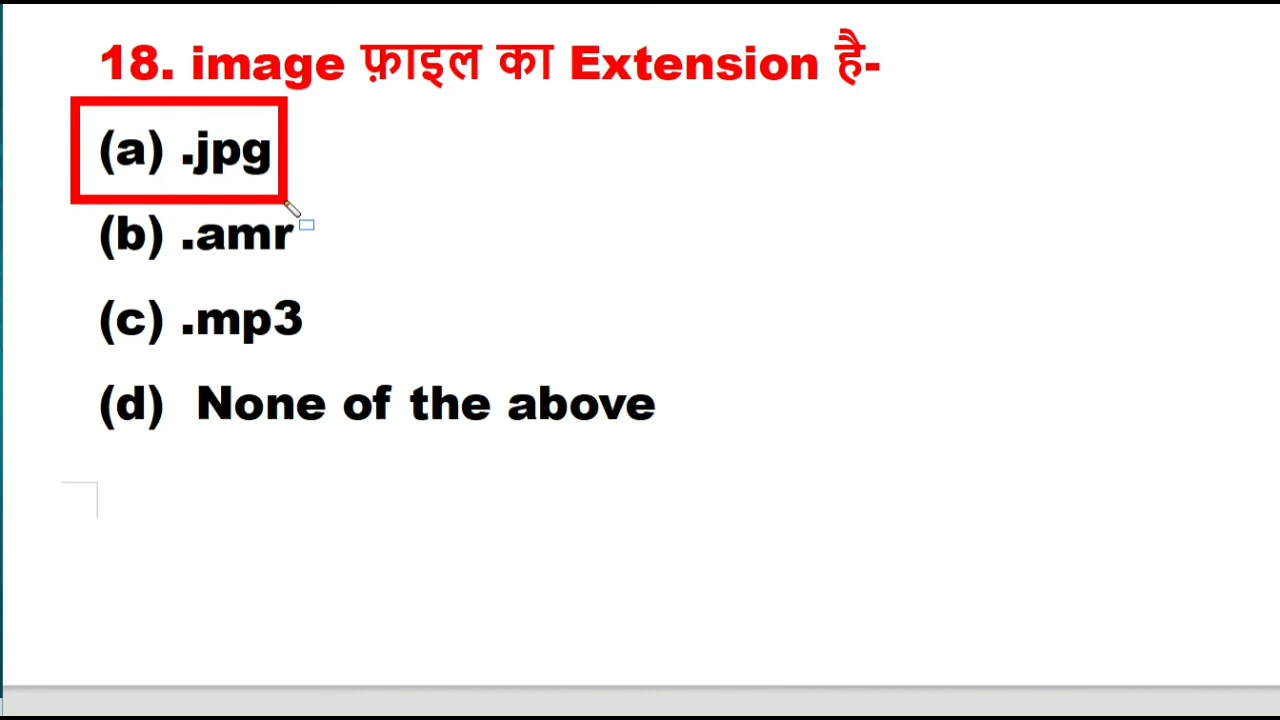 18. image फ़ाइल का Extension है-
(a) .jpg
(b) .amr
(c) .mp3
(d) None of the above